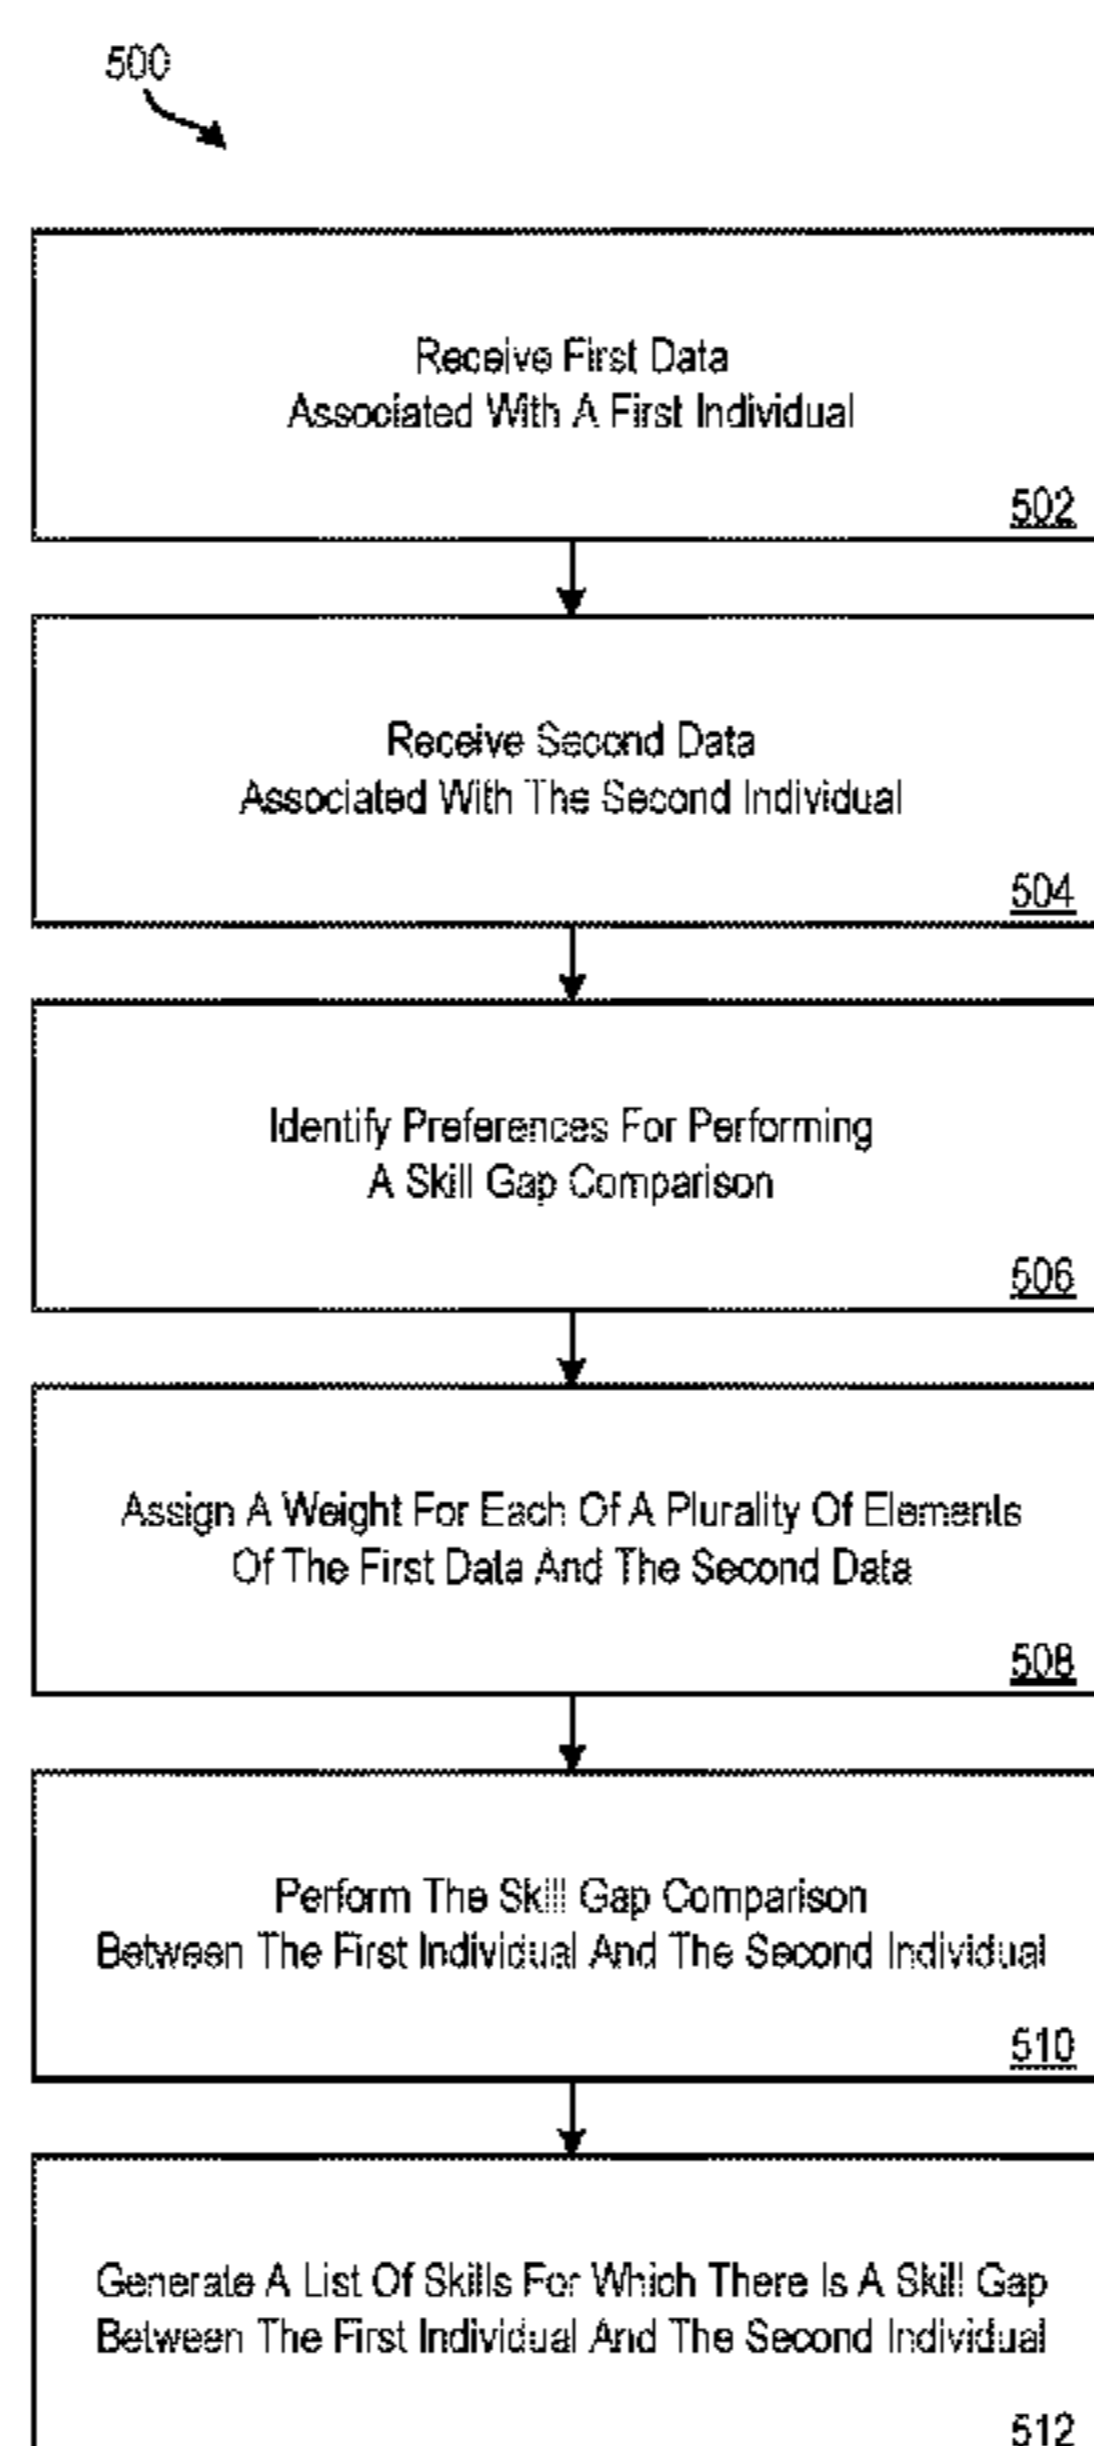 500
Receive First Data
Associated With A First Individual
502
Receive Second Data
Associated With The Second Individual
504
Identify Preferences For Performing
A Skill Gap Comparison
506
Assign A Weight For Each Of A Plurality Of Elements
Of The First Data And The Second Data
508
Perform The Skill Gap Comparison
Between The First Individual And The Second Individual
510
Generate A List Of Skills For Which There Is A Skill Gap
Between The First Individual And The Second Individual
512